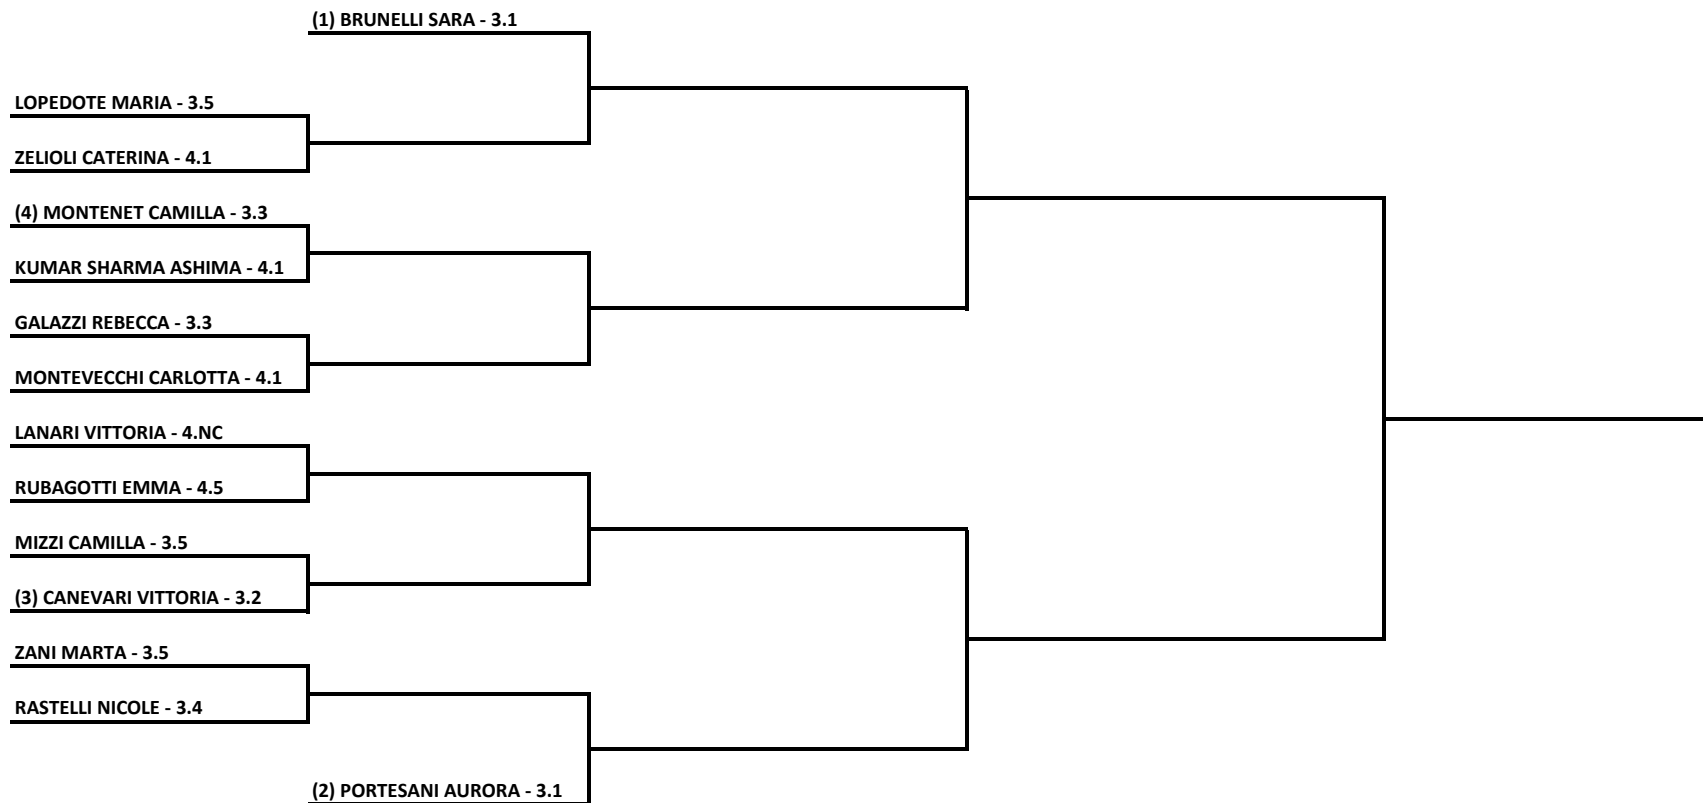 (1) BRUNELLI SARA - 3.1
LOPEDOTE MARIA - 3.5
ZELIOLI CATERINA - 4.1
(4) MONTENET CAMILLA - 3.3
KUMAR SHARMA ASHIMA - 4.1
GALAZZI REBECCA - 3.3
MONTEVECCHI CARLOTTA - 4.1
LANARI VITTORIA - 4.NC
RUBAGOTTI EMMA - 4.5
MIZZI CAMILLA - 3.5
(3) CANEVARI VITTORIA - 3.2
ZANI MARTA - 3.5
RASTELLI NICOLE - 3.4
(2) PORTESANI AURORA - 3.1